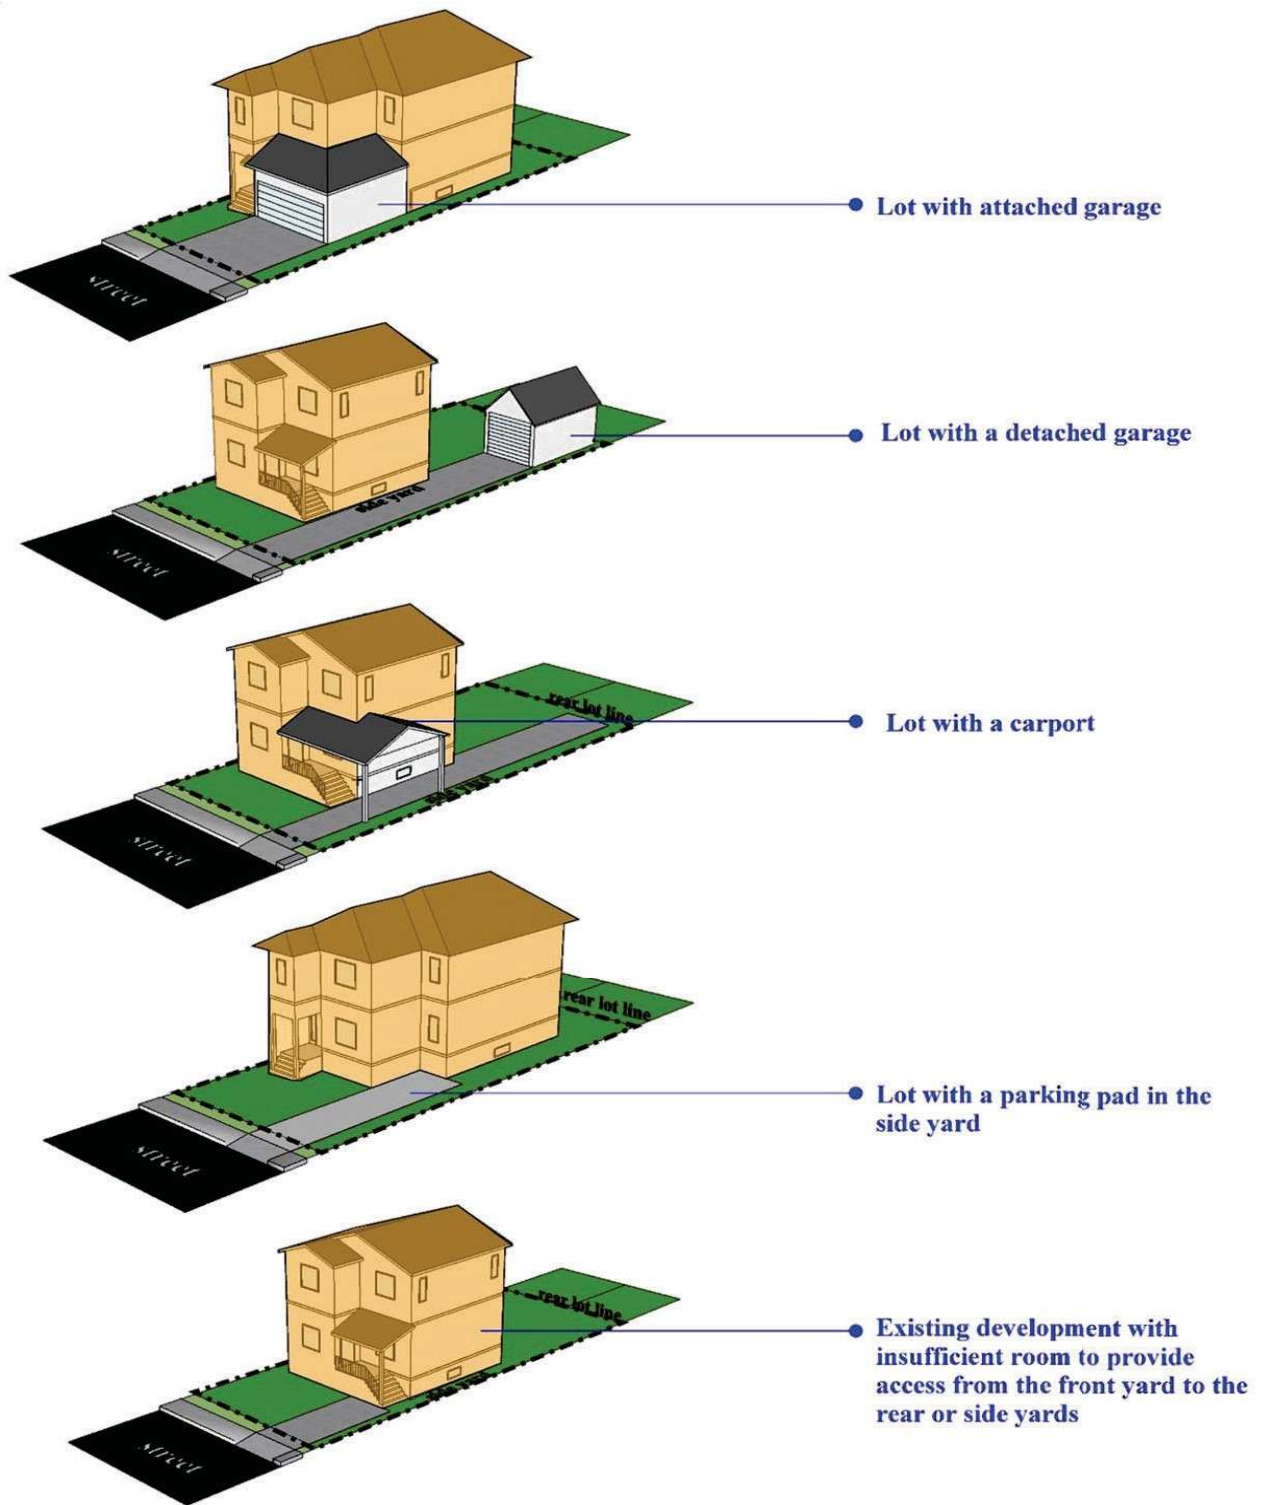 Lot with attached garage
street
Lot with a detached garage
side yard
street
rear lot line
Lot with a carport
street
rear lot line
Lot with a parking pad in the
side yard
street
rear lot line
Existing development with
insufficient room to provide
access from the front yard to the
rear or side yards
street